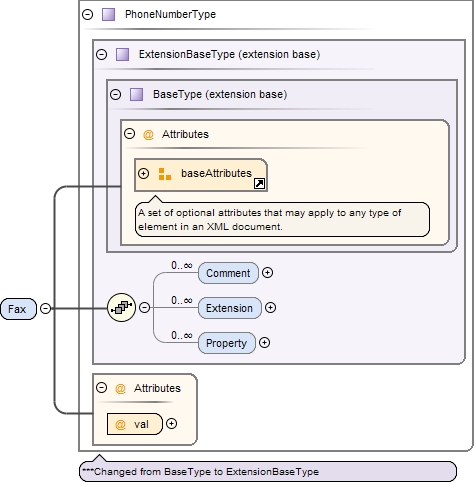 PhoneNumberType
ExtensionBaseType (extension base)
BaseType (extension base)
@ Attributes
baseAttributes
A set of optional attributes that may apply to any type of
element in an XML document.
0..∞
Comment
0..∞
Extension
Fax
0..∞
Property
@ Attributes
@ val
***Changed from BaseType to ExtensionBaseType